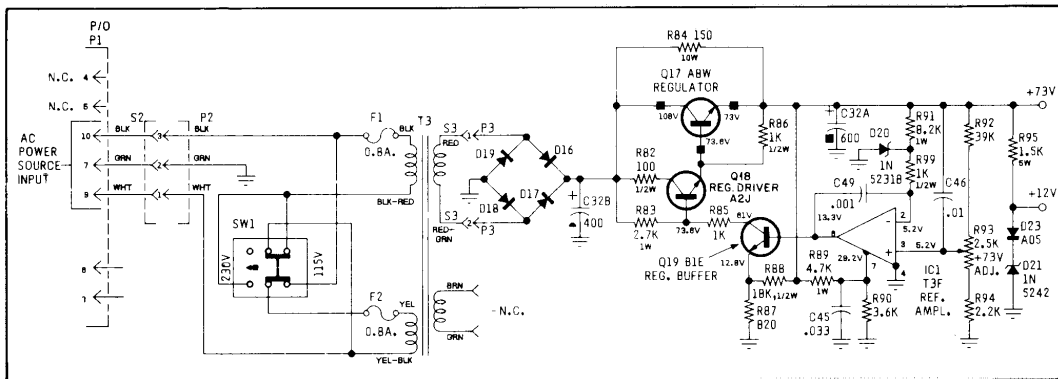 P/O
P1
N.C. 4
N.C. 5
AC
POWER
SOURCE
INPUT
10
7
9
8
1
BLK
GRN
WHT
S2
P2
3
2
1
BLK
GRN
WHT
SW1
230V
115V
F1
0.8A.
BLK
BLK-RED
F2
0.8A.
YEL
YEL-BLK
T3
S3
P3
RED
1
S3
P3
RED-
GRN
2
BRN
GRN
N.C.
D19
D16
D18
D17
C32B
400
R84 150
10W
Q17 A8W
REGULATOR
108V
73V
73.6V
R82
100
1/2W
R83
2.7K
1W
Q18
REG. DRIVER
A2J
73.8V
R86
1K
1/2W
R85
1K
81V
12.8V
Q19 B1E
REG. BUFFER
R88
18K,1/2W
R87
820
R89
4.7K
1W
C45
.033
R90
3.6K
C32A
600
D20
1N
5231B
C49
.001
13.3V
6
28.2V
7
2
5.2V
3
5.2V
4
IC1
T3F
REF.
AMPL.
R91
8.2K
1W
R99
1K
1/2W
C46
.01
R92
39K
R93
2.5K
+73V
ADJ.
R94
2.2K
+73V
R95
1.5K
5W
+12V
D23
A05
D21
1N
5242